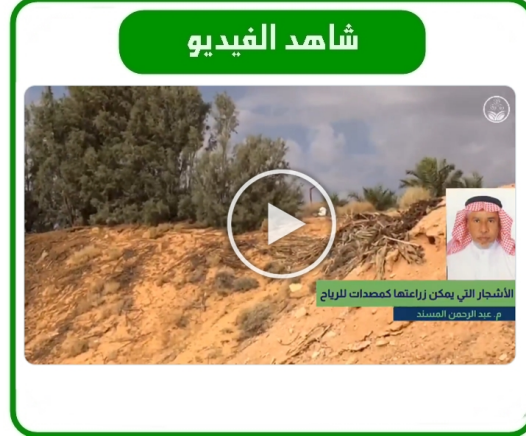 شاهد الفيديو
الأشجار التي يمكن زراعتها كمصدات للرياح
م. عبد الرحمن المسند